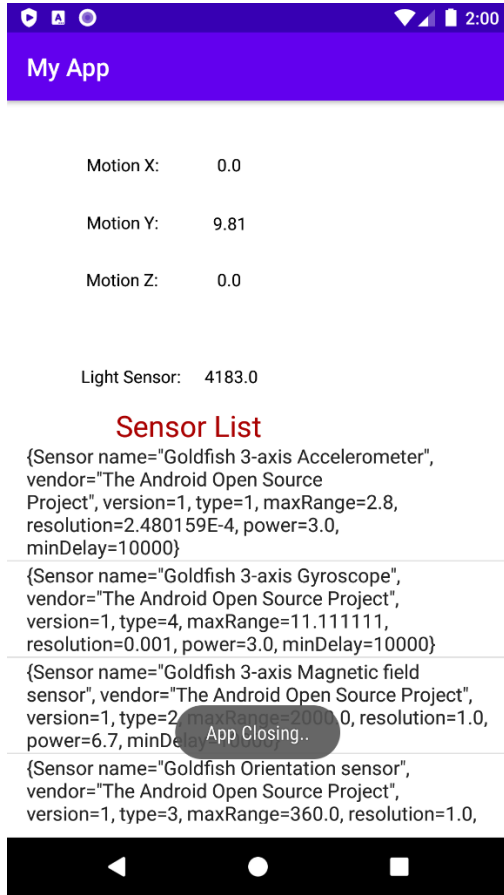 2:00
My App
Motion X: 0.0
Motion Y: 9.81
Motion Z: 0.0
Light Sensor: 4183.0
Sensor List
{Sensor name="Goldfish 3-axis Accelerometer",
vendor="The Android Open Source
Project", version=1, type=1, maxRange=2.8,
resolution=2.480159E-4, power=3.0,
minDelay=10000}
{Sensor name="Goldfish 3-axis Gyroscope",
vendor="The Android Open Source Project",
version=1, type=4, maxRange=11.111111,
resolution=0.001, power=3.0, minDelay=10000}
{Sensor name="Goldfish 3-axis Magnetic field
sensor", vendor="The Android Open Source Project",
version=1, type=2, maxRange=2000.0, resolution=1.0,
power=6.7, minDelay=10000}
App Closing..
{Sensor name="Goldfish Orientation sensor",
vendor="The Android Open Source Project",
version=1, type=3, maxRange=360.0, resolution=1.0,